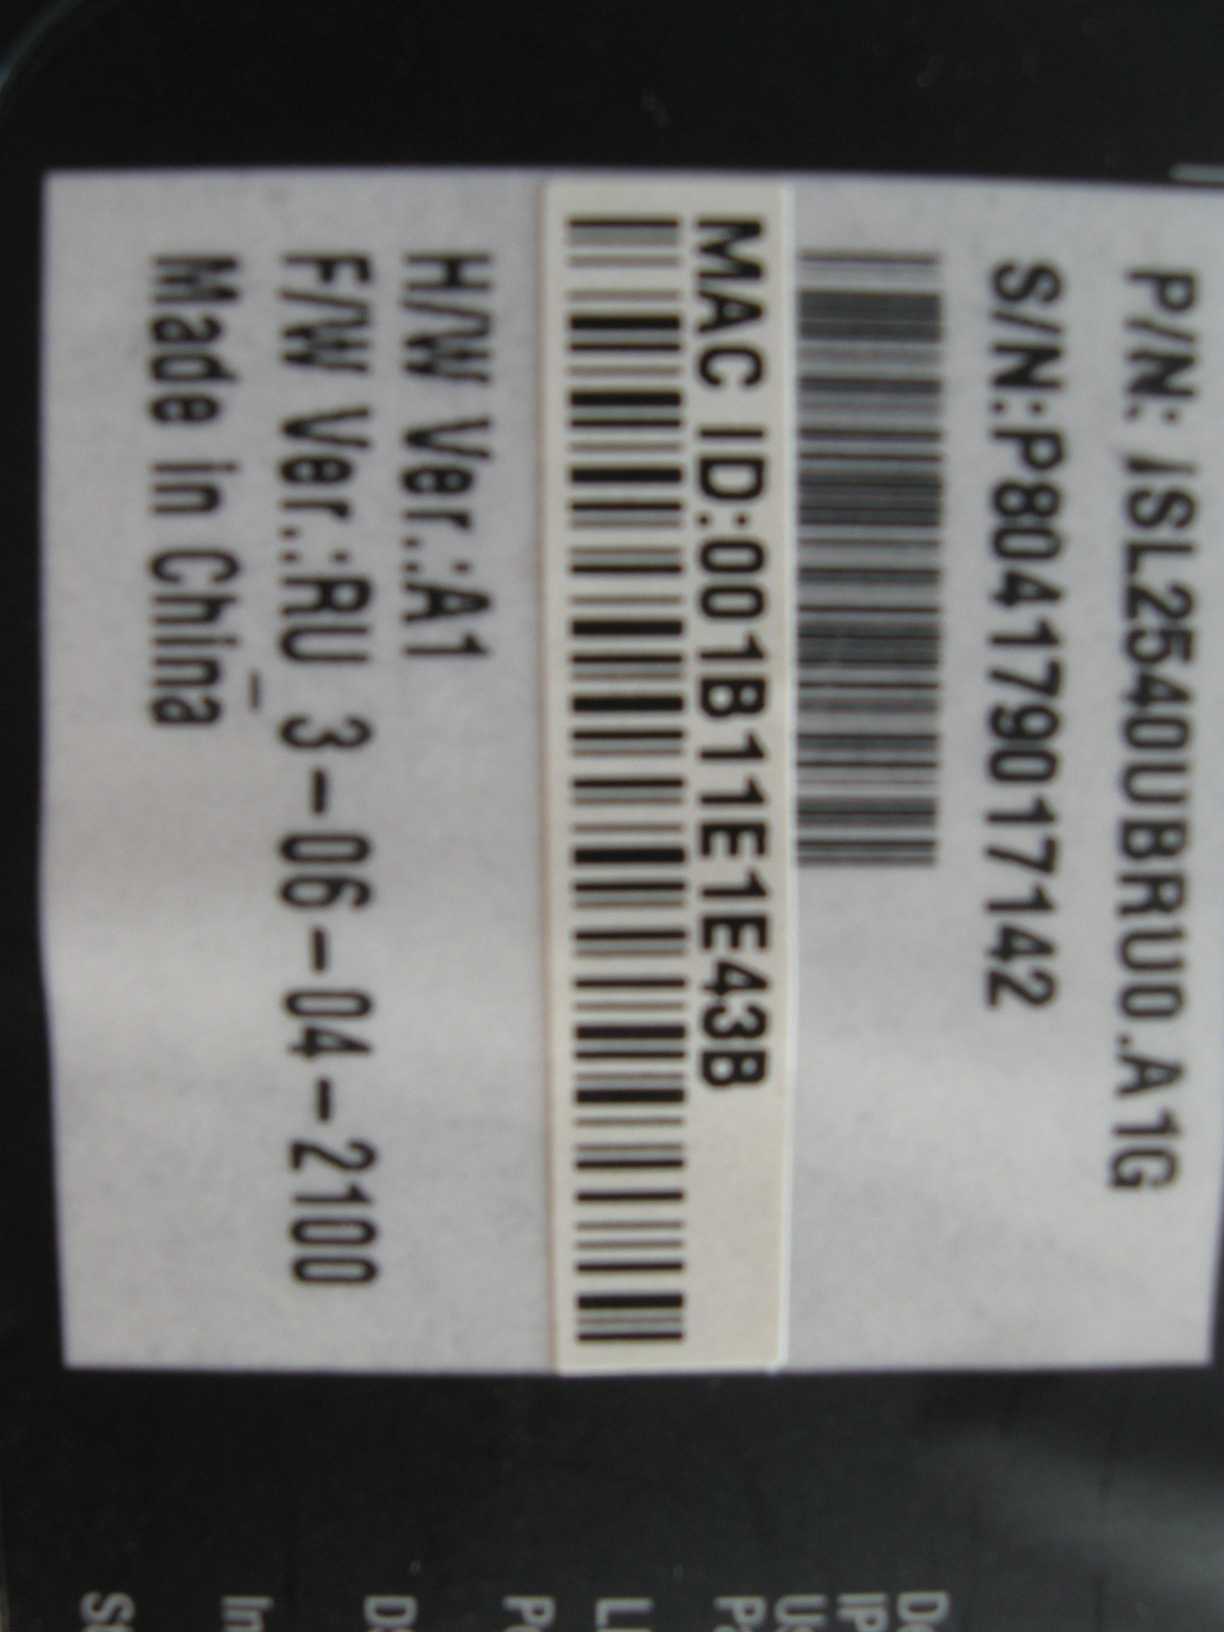 P/N: ISL2540UBRU0.A1G
S/N:P804179017142
MAC ID:001B11E1E43B
H/W Ver.:A1
F/W Ver.:RU_3-06-04-2100
Made in China